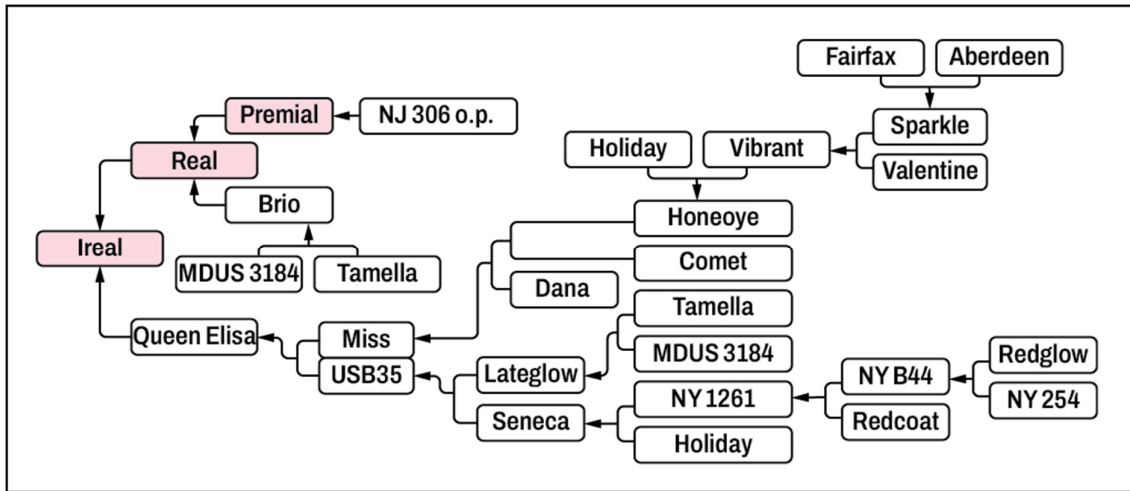 Fairfax
Aberdeen
Premial
NJ 306 o.p.
Sparkle
Holiday
Vibrant
Real
Valentine
Brio
Honeoye
Ireal
Comet
MDUS 3184
Tamella
Dana
Tamella
Queen Elisa
Miss
MDUS 3184
Redglow
USB35
Lateglow
NY B44
NY 1261
NY 254
Seneca
Redcoat
Holiday